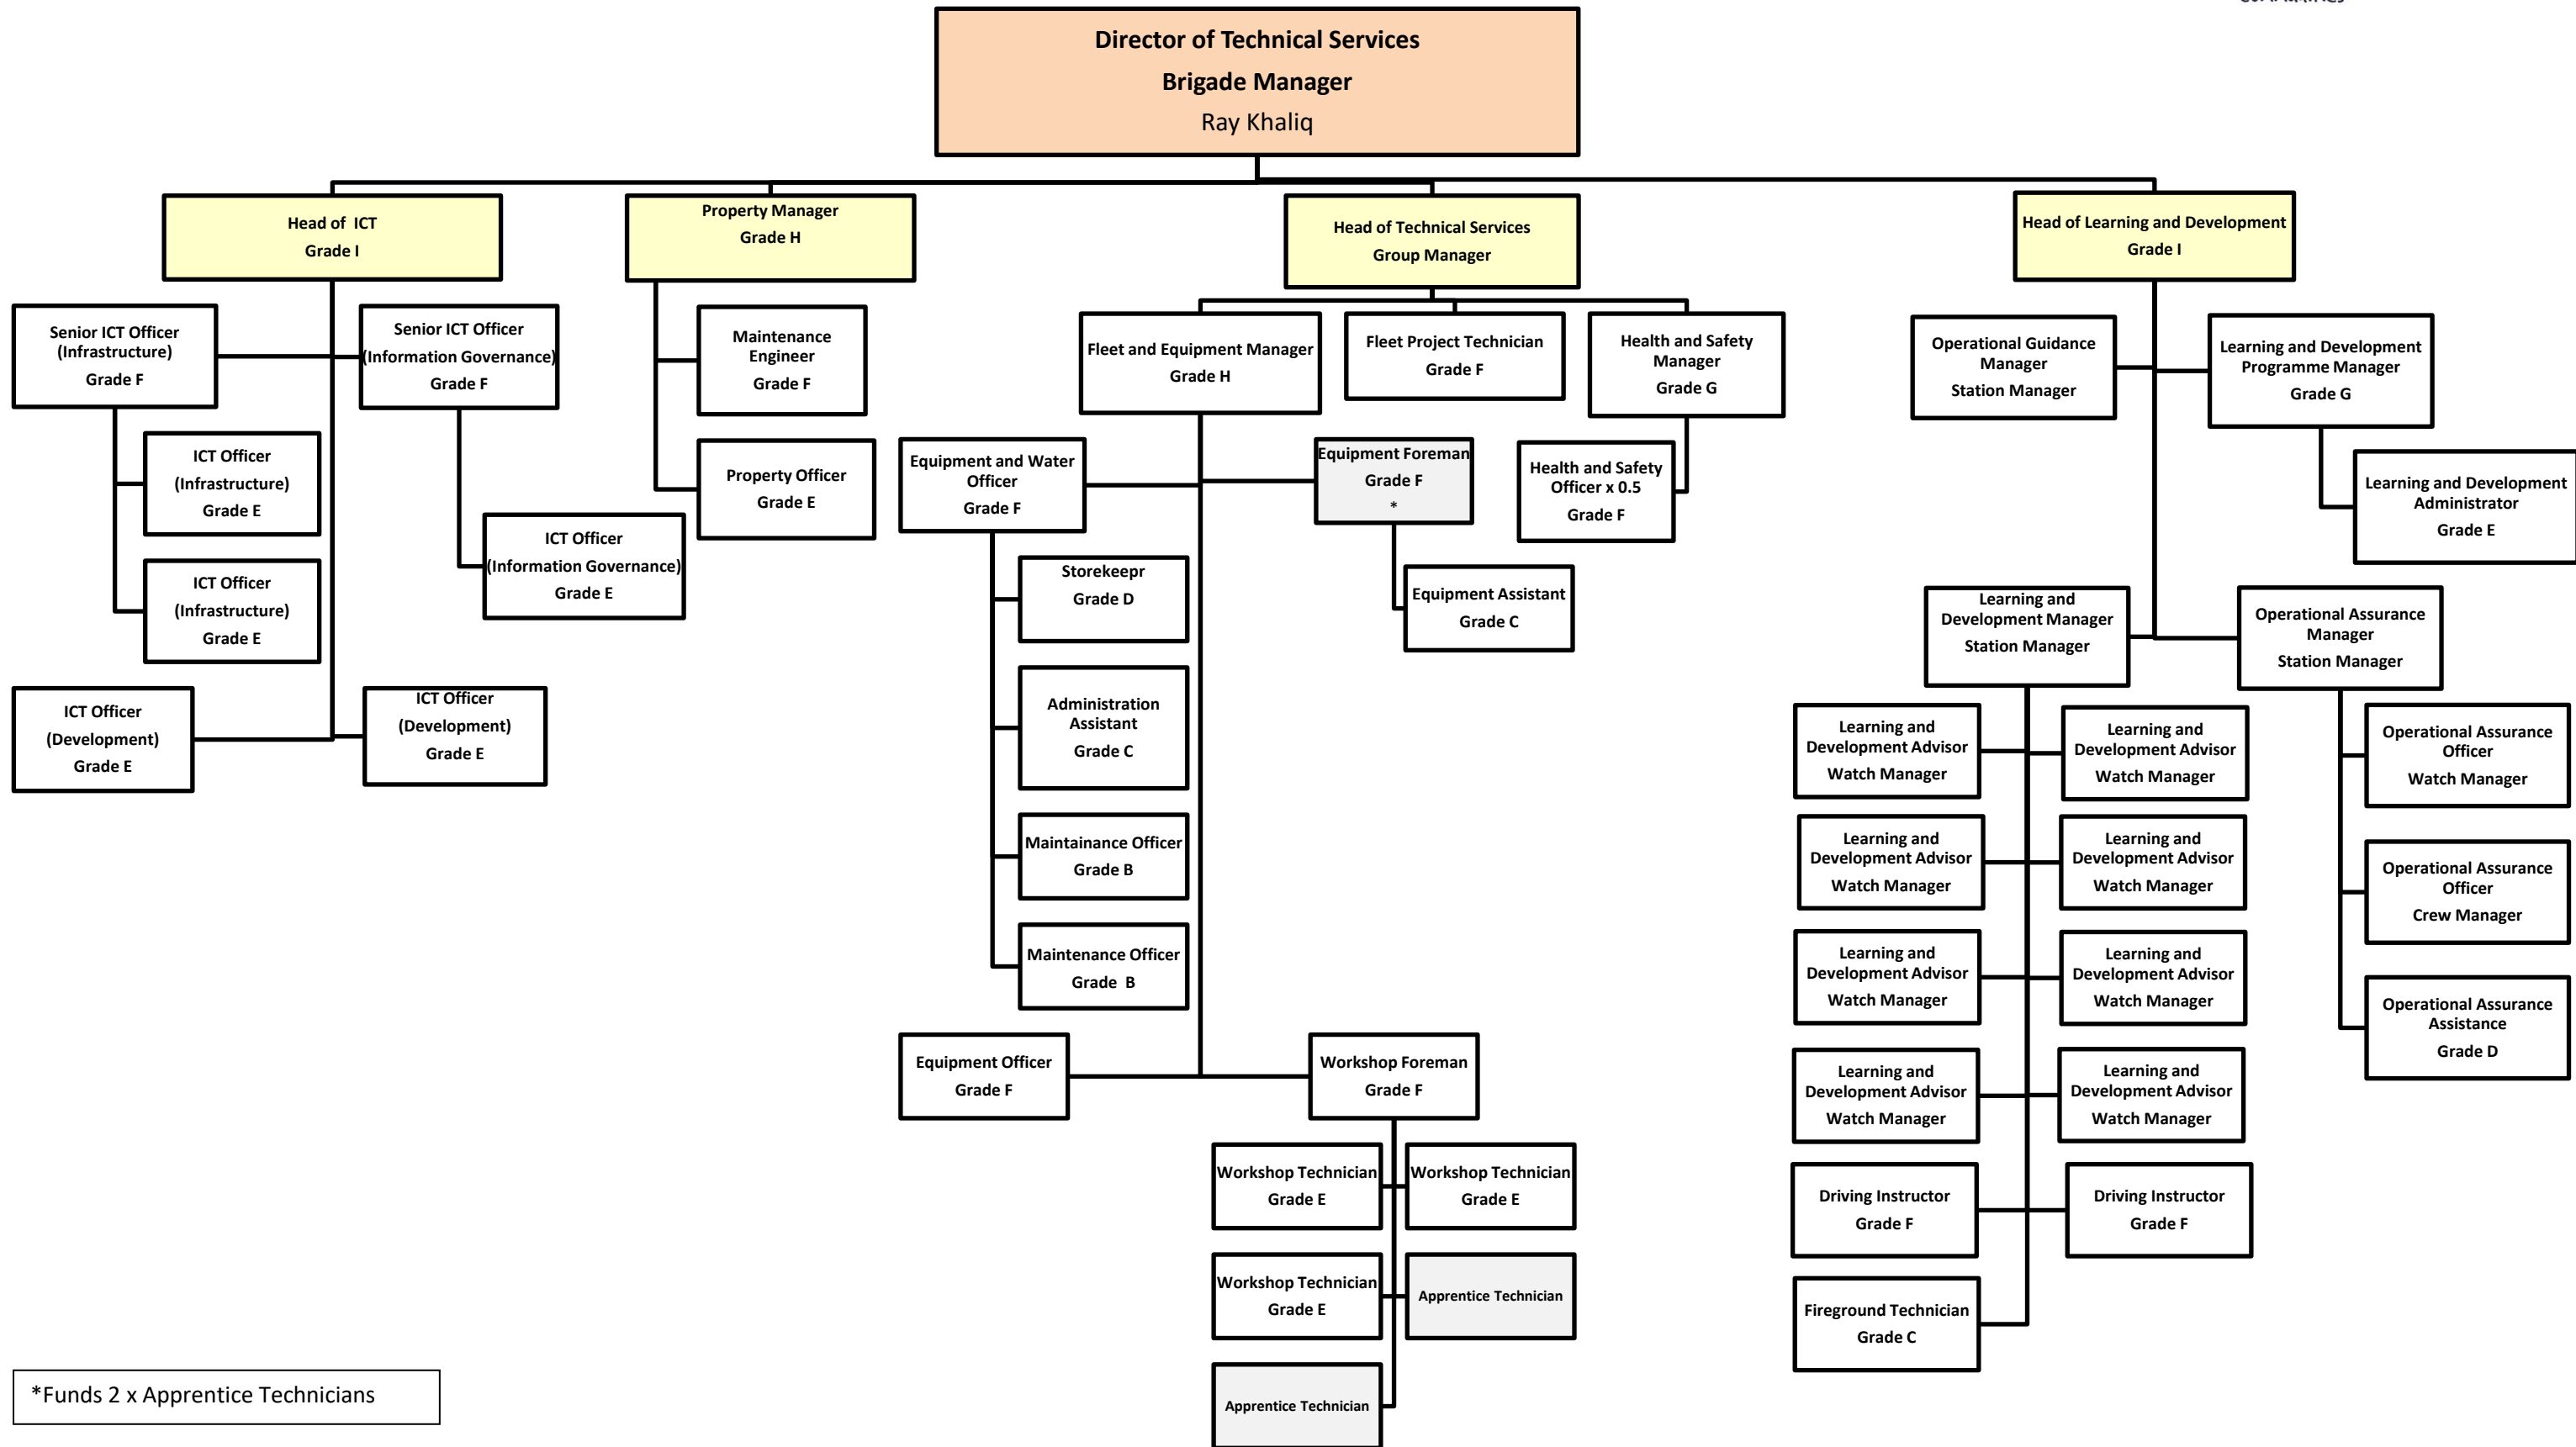 Director of Technical Services
Brigade Manager
Ray Khaliq
Head of ICT
Grade I
Property Manager
Grade H
Head of Technical Services
Group Manager
Head of Learning and Development
Grade I
Senior ICT Officer
(Infrastructure)
Grade F
Senior ICT Officer
(Information Governance)
Grade F
ICT Officer
(Infrastructure)
Grade E
ICT Officer
(Infrastructure)
Grade E
ICT Officer
(Information Governance)
Grade E
ICT Officer
(Development)
Grade E
ICT Officer
(Development)
Grade E
Maintenance
Engineer
Grade F
Property Officer
Grade E
Fleet and Equipment Manager
Grade H
Fleet Project Technician
Grade F
Health and Safety
Manager
Grade G
Equipment and Water
Officer
Grade F
Equipment Foreman
Grade F
*
Health and Safety
Officer x 0.5
Grade F
Storekeepr
Grade D
Equipment Assistant
Grade C
Administration
Assistant
Grade C
Maintainance Officer
Grade B
Maintenance Officer
Grade B
Equipment Officer
Grade F
Workshop Foreman
Grade F
Workshop Technician
Grade E
Workshop Technician
Grade E
Workshop Technician
Grade E
Apprentice Technician
Apprentice Technician
Operational Guidance
Manager
Station Manager
Learning and Development
Programme Manager
Grade G
Learning and Development
Administrator
Grade E
Learning and
Development Manager
Station Manager
Operational Assurance
Manager
Station Manager
Learning and
Development Advisor
Watch Manager
Learning and
Development Advisor
Watch Manager
Learning and
Development Advisor
Watch Manager
Learning and
Development Advisor
Watch Manager
Learning and
Development Advisor
Watch Manager
Learning and
Development Advisor
Watch Manager
Learning and
Development Advisor
Watch Manager
Learning and
Development Advisor
Watch Manager
Driving Instructor
Grade F
Driving Instructor
Grade F
Fireground Technician
Grade C
Operational Assurance
Officer
Watch Manager
Operational Assurance
Officer
Crew Manager
Operational Assurance
Assistance
Grade D
*Funds 2 x Apprentice Technicians